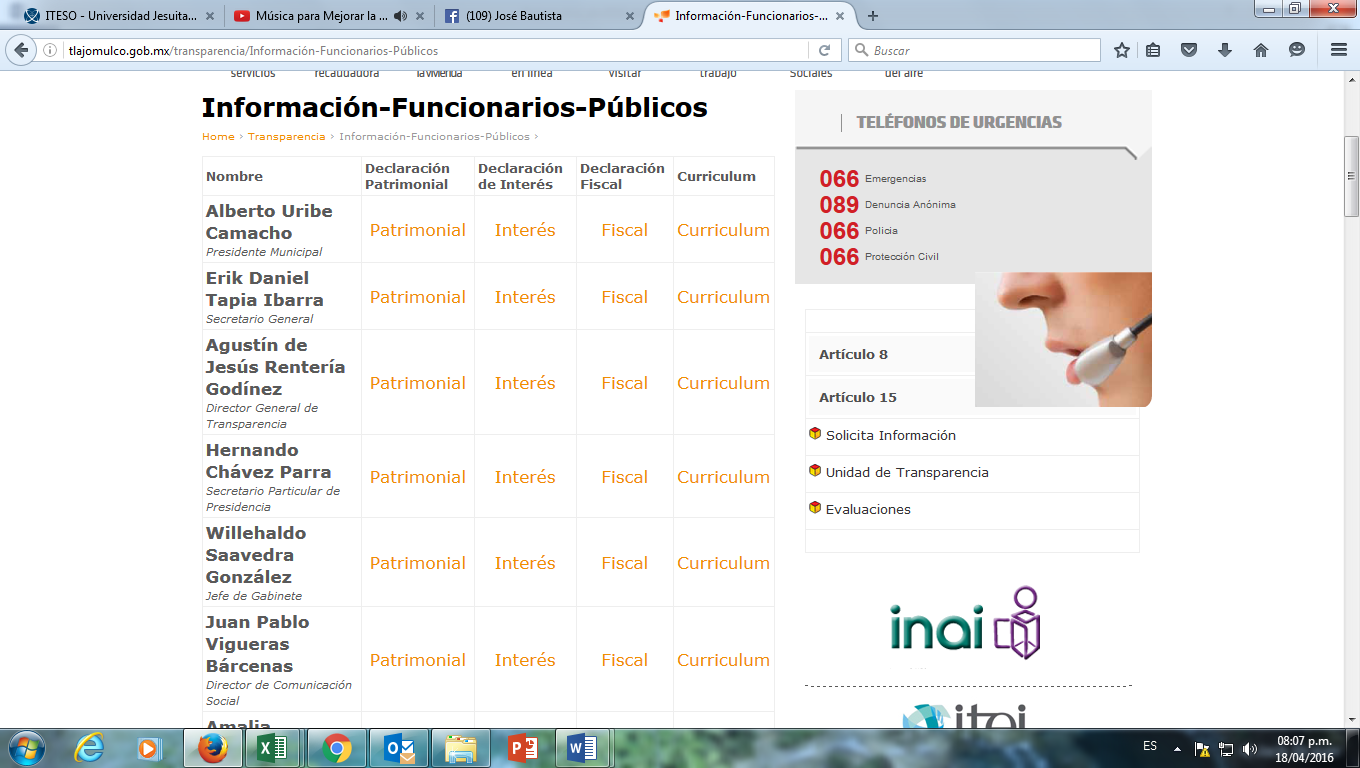 ITESO - Universidad Jesuita...
Música para Mejorar la ...
(109) José Bautista
Información-Funcionarios-...
tlajomulco.gob.mx/transparencia/Información-Funcionarios-Públicos
Buscar
servicios
recaudadora
la vivienda
en línea
visitar
trabajo
Sociales
del aire
Información-Funcionarios-Públicos
Home > Transparencia > Información-Funcionarios-Públicos >
Nombre
Declaración
Patrimonial
Declaración
de Interés
Declaración
Fiscal
Curriculum
Alberto Uribe
Camacho
Presidente Municipal
Patrimonial
Interés
Fiscal
Curriculum
Erik Daniel
Tapia Ibarra
Secretario General
Patrimonial
Interés
Fiscal
Curriculum
Agustín de
Jesús Rentería
Godínez
Director General de
Transparencia
Patrimonial
Interés
Fiscal
Curriculum
Hernando
Chávez Parra
Secretario Particular de
Presidencia
Patrimonial
Interés
Fiscal
Curriculum
Willehaldo
Saavedra
González
Jefe de Gabinete
Patrimonial
Interés
Fiscal
Curriculum
Juan Pablo
Vigueras
Bárcenas
Director de Comunicación
Social
Patrimonial
Interés
Fiscal
Curriculum
Amalia
TELÉFONOS DE URGENCIAS
066 Emergencias
089 Denuncia Anónima
066 Policia
066 Protección Civil
Artículo 8
Artículo 15
Solicita Información
Unidad de Transparencia
Evaluaciones
inai
itei
ES
08:07 p.m.
18/04/2016